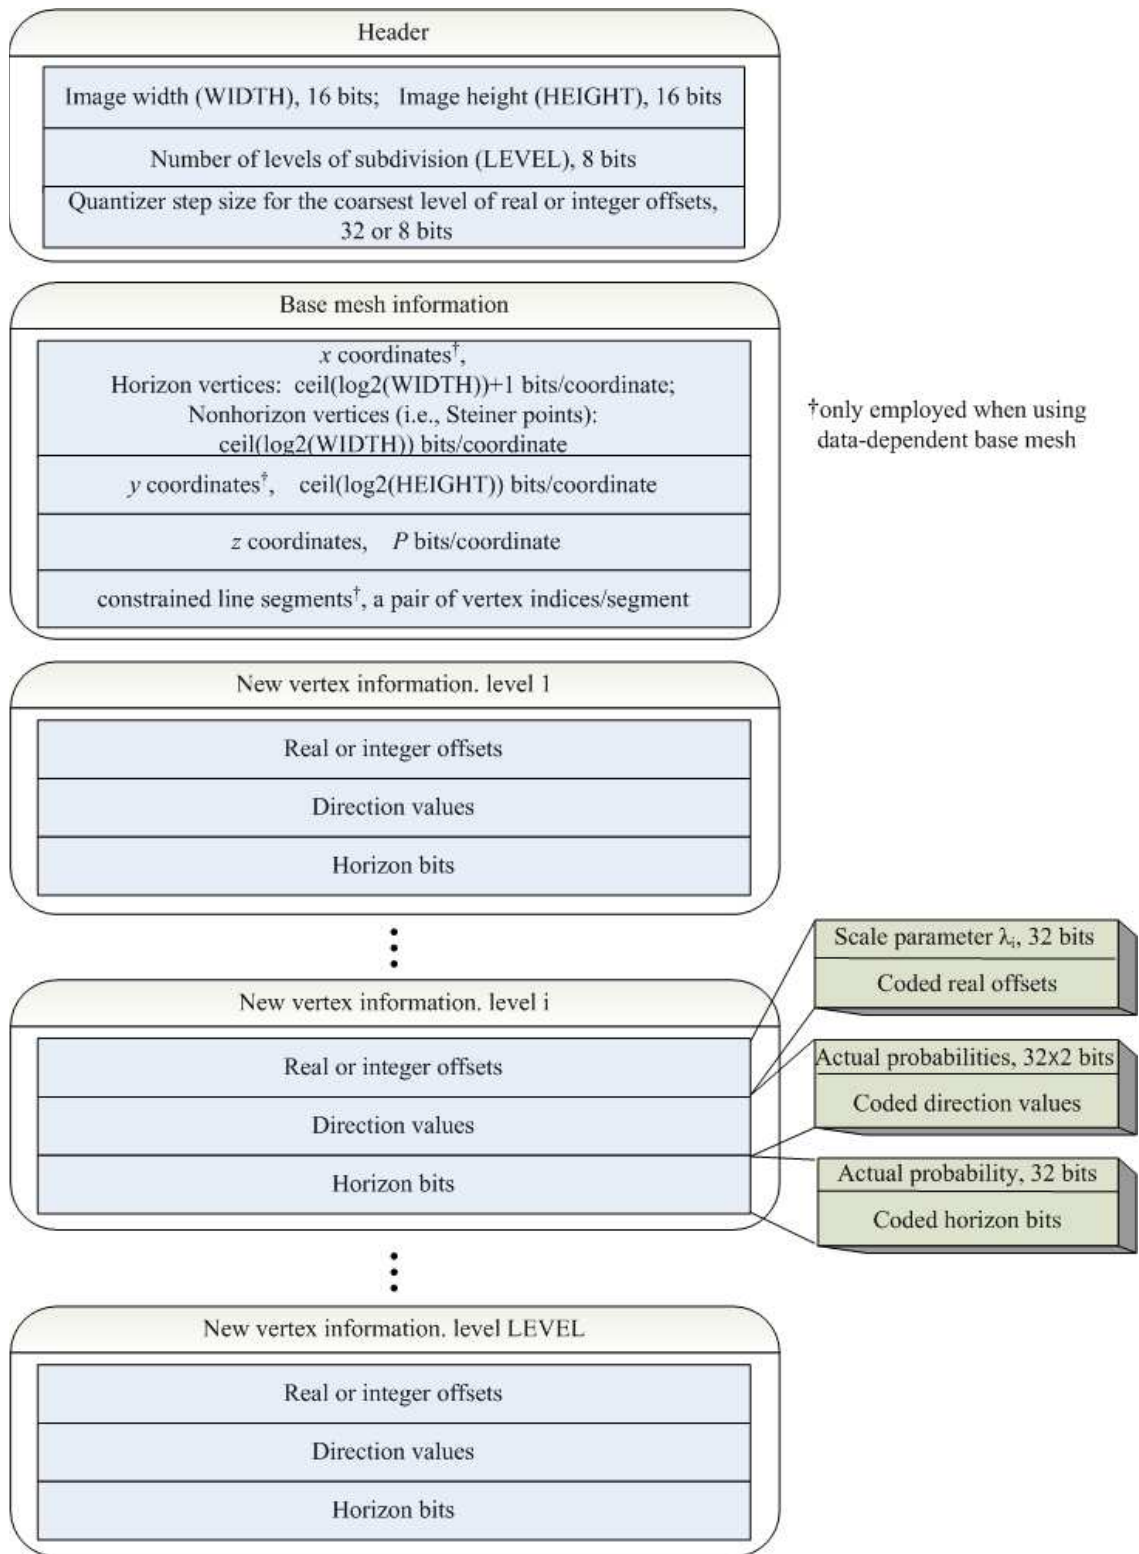 Header
Image width (WIDTH), 16 bits; Image height (HEIGHT), 16 bits
Number of levels of subdivision (LEVEL), 8 bits
Quantizer step size for the coarsest level of real or integer offsets,
32 or 8 bits
Base mesh information
x coordinates†,
Horizon vertices: ceil(log2(WIDTH))+1 bits/coordinate;
Nonhorizon vertices (i.e., Steiner points):
ceil(log2(WIDTH)) bits/coordinate
y coordinates†, ceil(log2(HEIGHT)) bits/coordinate
z coordinates, P bits/coordinate
constrained line segments†, a pair of vertex indices/segment
†only employed when using
data-dependent base mesh
New vertex information. level 1
Real or integer offsets
Direction values
Horizon bits
New vertex information. level i
Real or integer offsets
Direction values
Horizon bits
Scale parameter λi, 32 bits
Coded real offsets
Actual probabilities, 32x2 bits
Coded direction values
Actual probability, 32 bits
Coded horizon bits
New vertex information. level LEVEL
Real or integer offsets
Direction values
Horizon bits